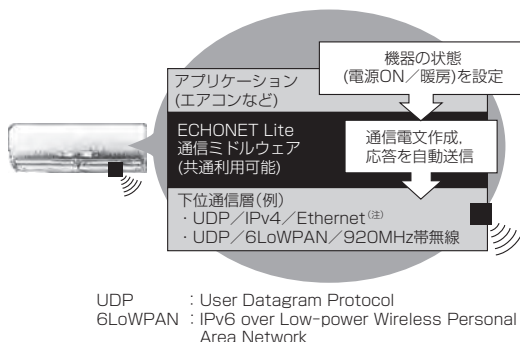 機器の状態
(電源ON／暖房)を設定
アプリケーション
(エアコンなど)
ECHONET Lite
通信ミドルウェア
(共通利用可能)
通信電文作成,
応答を自動送信
下位通信層(例)
・UDP／IPv4／Ethernet(注)
・UDP／6LoWPAN／920MHz帯無線
UDP : User Datagram Protocol
6LoWPAN : IPv6 over Low-power Wireless Personal
Area Network